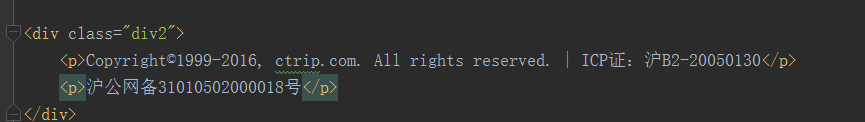 <div class="div2">
<p>Copyright©1999-2016, ctrip.com. All rights reserved. | ICP证：沪B2-20050130</p>
<p>沪公网备31010502000018号</p>
</div>